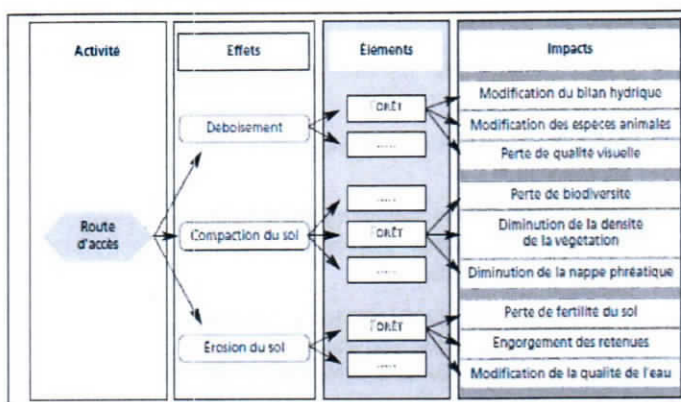 Activité
Effets
Éléments
Impacts
Route
d'accès
Déboisement
FORÊT
.....
Modification du bilan hydrique
Modification des espèces animales
Perte de qualité visuelle
Compaction du sol
.....
FORÊT
.....
Perte de biodiversité
Diminution de la densité
de la végétation
Diminution de la nappe phréatique
Érosion du sol
FORÊT
.....
Perte de fertilité du sol
Engorgement des retenues
Modification de la qualité de l'eau